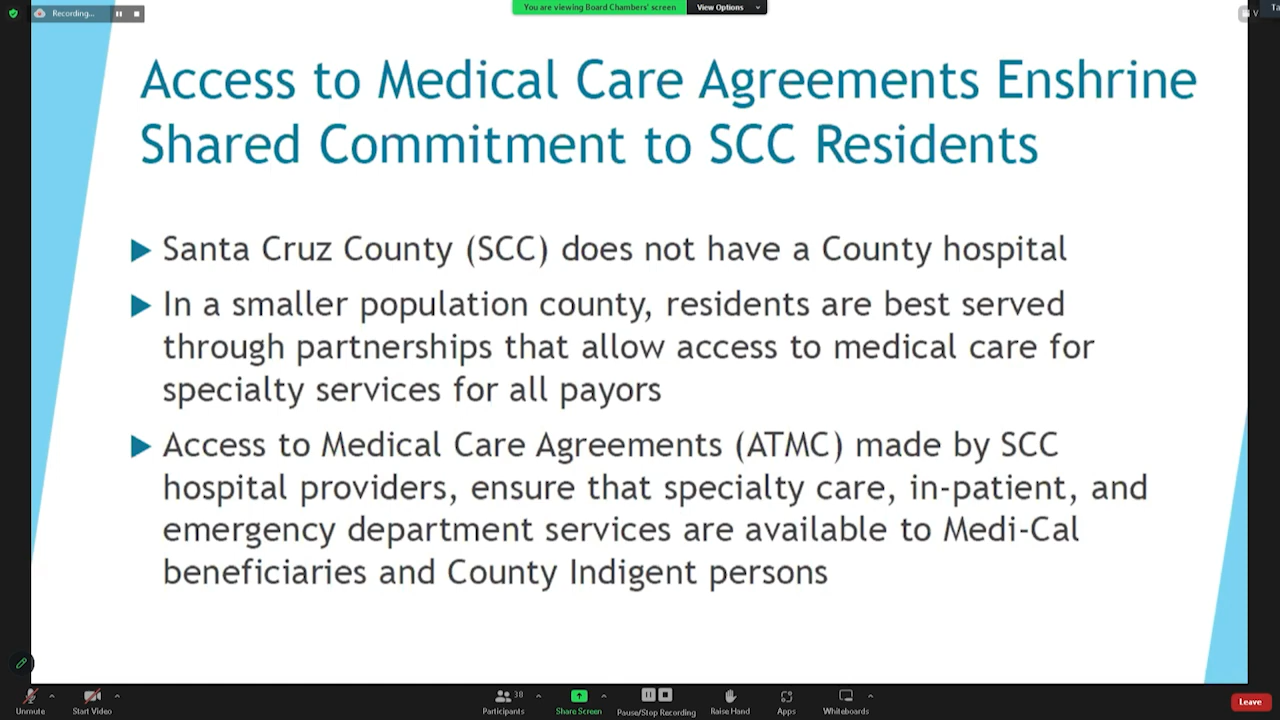 Recording...
You are viewing Board Chambers' screen
View Options
V
Ta
Access to Medical Care Agreements Enshrine
Shared Commitment to SCC Residents
Santa Cruz County (SCC) does not have a County hospital
In a smaller population county, residents are best served
through partnerships that allow access to medical care for
specialty services for all payors
Access to Medical Care Agreements (ATMC) made by SCC
hospital providers, ensure that specialty care, in-patient, and
emergency department services are available to Medi-Cal
beneficiaries and County Indigent persons
Unmute
Start Video
38
Participants
Share Screen
Pause/Stop Recording
Raise Hand
Apps
Whiteboards
Leave